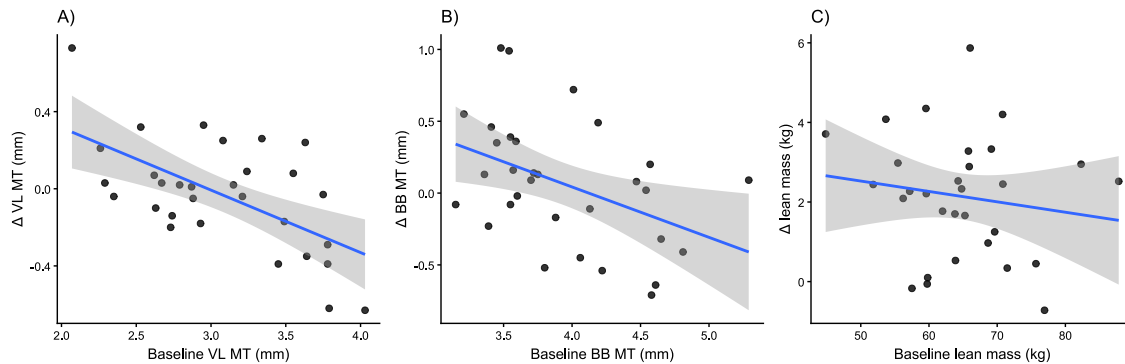 A)
Δ VL MT (mm)
0.4
0.0
-0.4
2.0 2.5 3.0 3.5 4.0
Baseline VL MT (mm)
B)
Δ BB MT (mm)
1.0
0.5
0.0
-0.5
3.5 4.0 4.5 5.0
Baseline BB MT (mm)
C)
Δ lean mass (kg)
6
4
2
0
50 60 70 80
Baseline lean mass (kg)